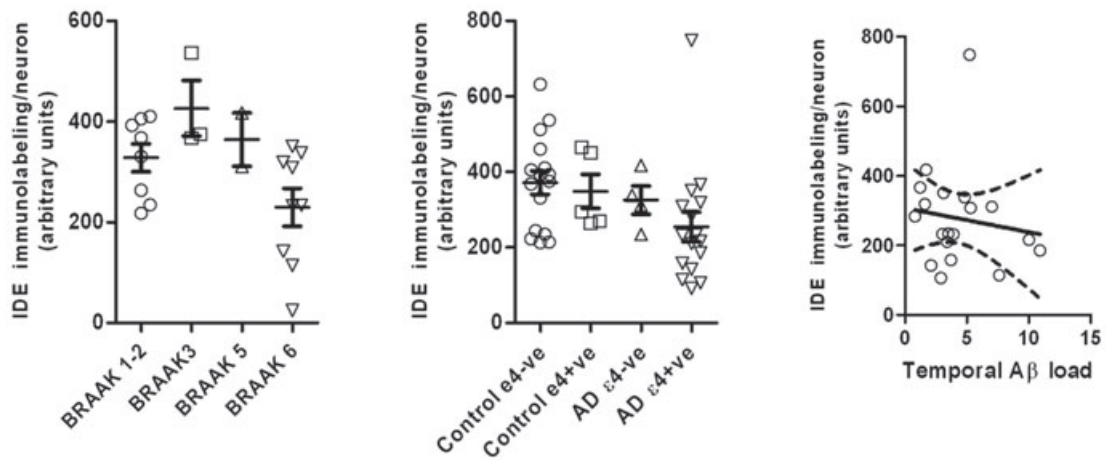 IDE immunolabeling/neuron
(arbitrary units)
600
400
200
0
BRAAK 1-2
BRAAK3
BRAAK 5
BRAAK 6
IDE immunolabeling/neuron
(arbitrary units)
800
600
400
200
0
Control e4-ve
Control e4+ve
AD ε4-ve
AD ε4+ve
IDE immunolabeling/neuron
(arbitrary units)
800
600
400
200
0
0
5
10
15
Temporal Aβ load